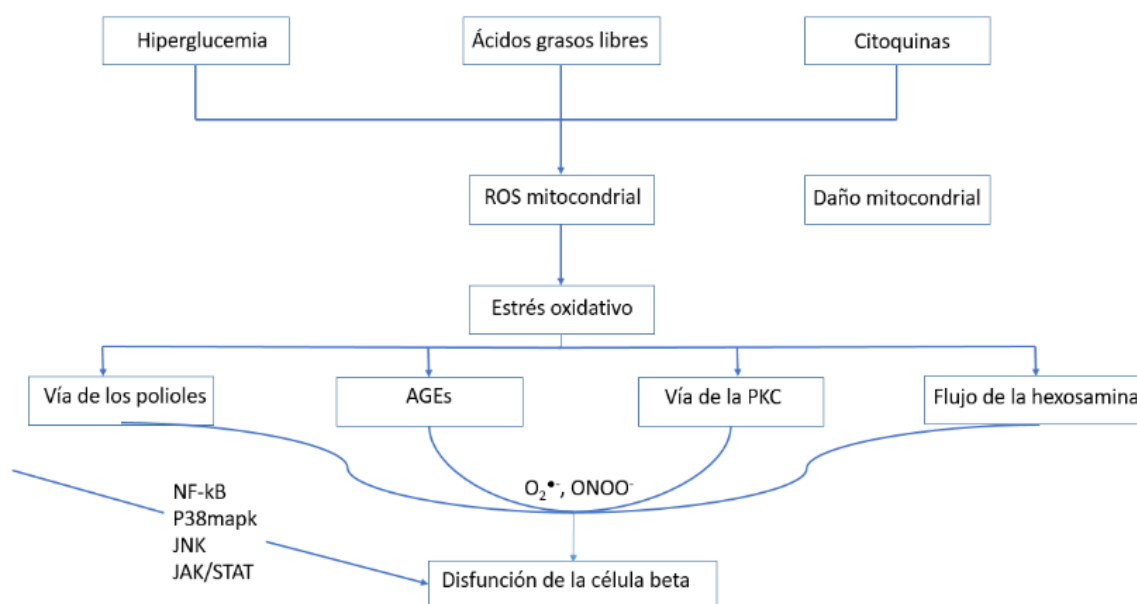 Hiperglucemia
Ácidos grasos libres
Citoquinas
ROS mitocondrial
Daño mitocondrial
Estrés oxidativo
Vía de los polioles
AGEs
Vía de la PKC
Flujo de la hexosamina
O₂•⁻, ONOO⁻
NF-kB
P38mapk
JNK
JAK/STAT
Disfunción de la célula beta